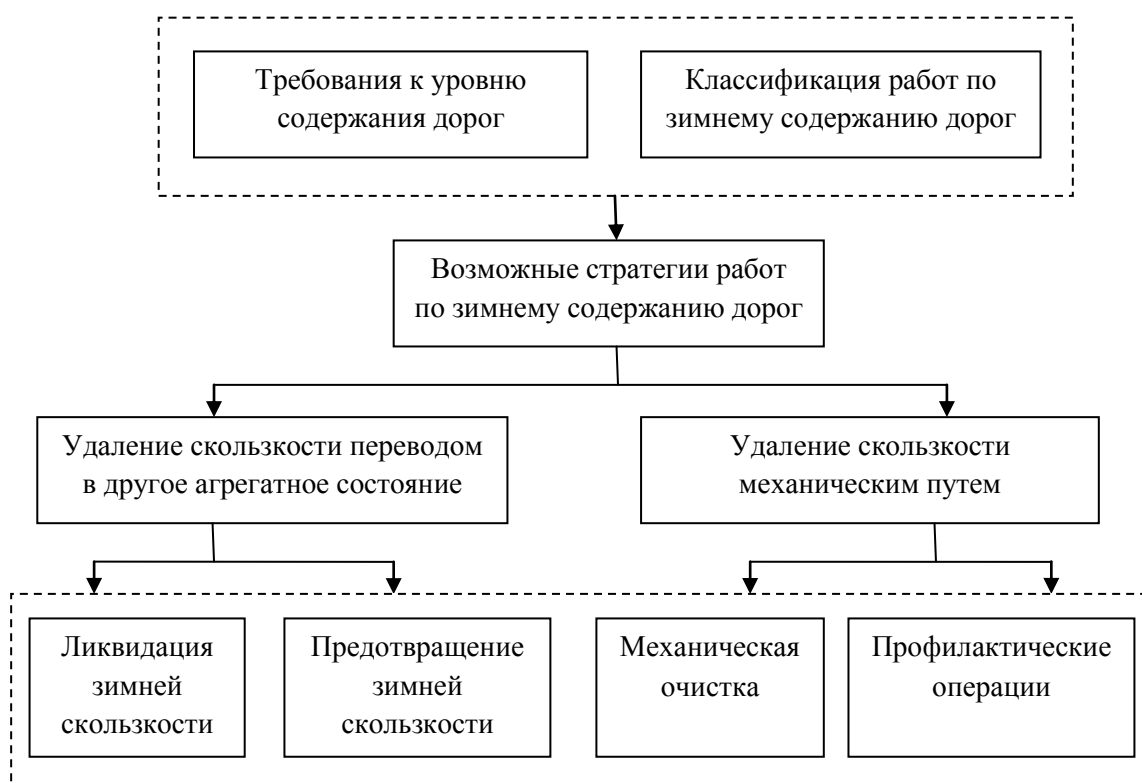 Требования к уровню
содержания дорог
Классификация работ по
зимнему содержанию дорог
Возможные стратегии работ
по зимнему содержанию дорог
Удаление скользкости переводом
в другое агрегатное состояние
Удаление скользкости
механическим путем
Ликвидация
зимней
скользкости
Предотвращение
зимней
скользкости
Механическая
очистка
Профилактические
операции